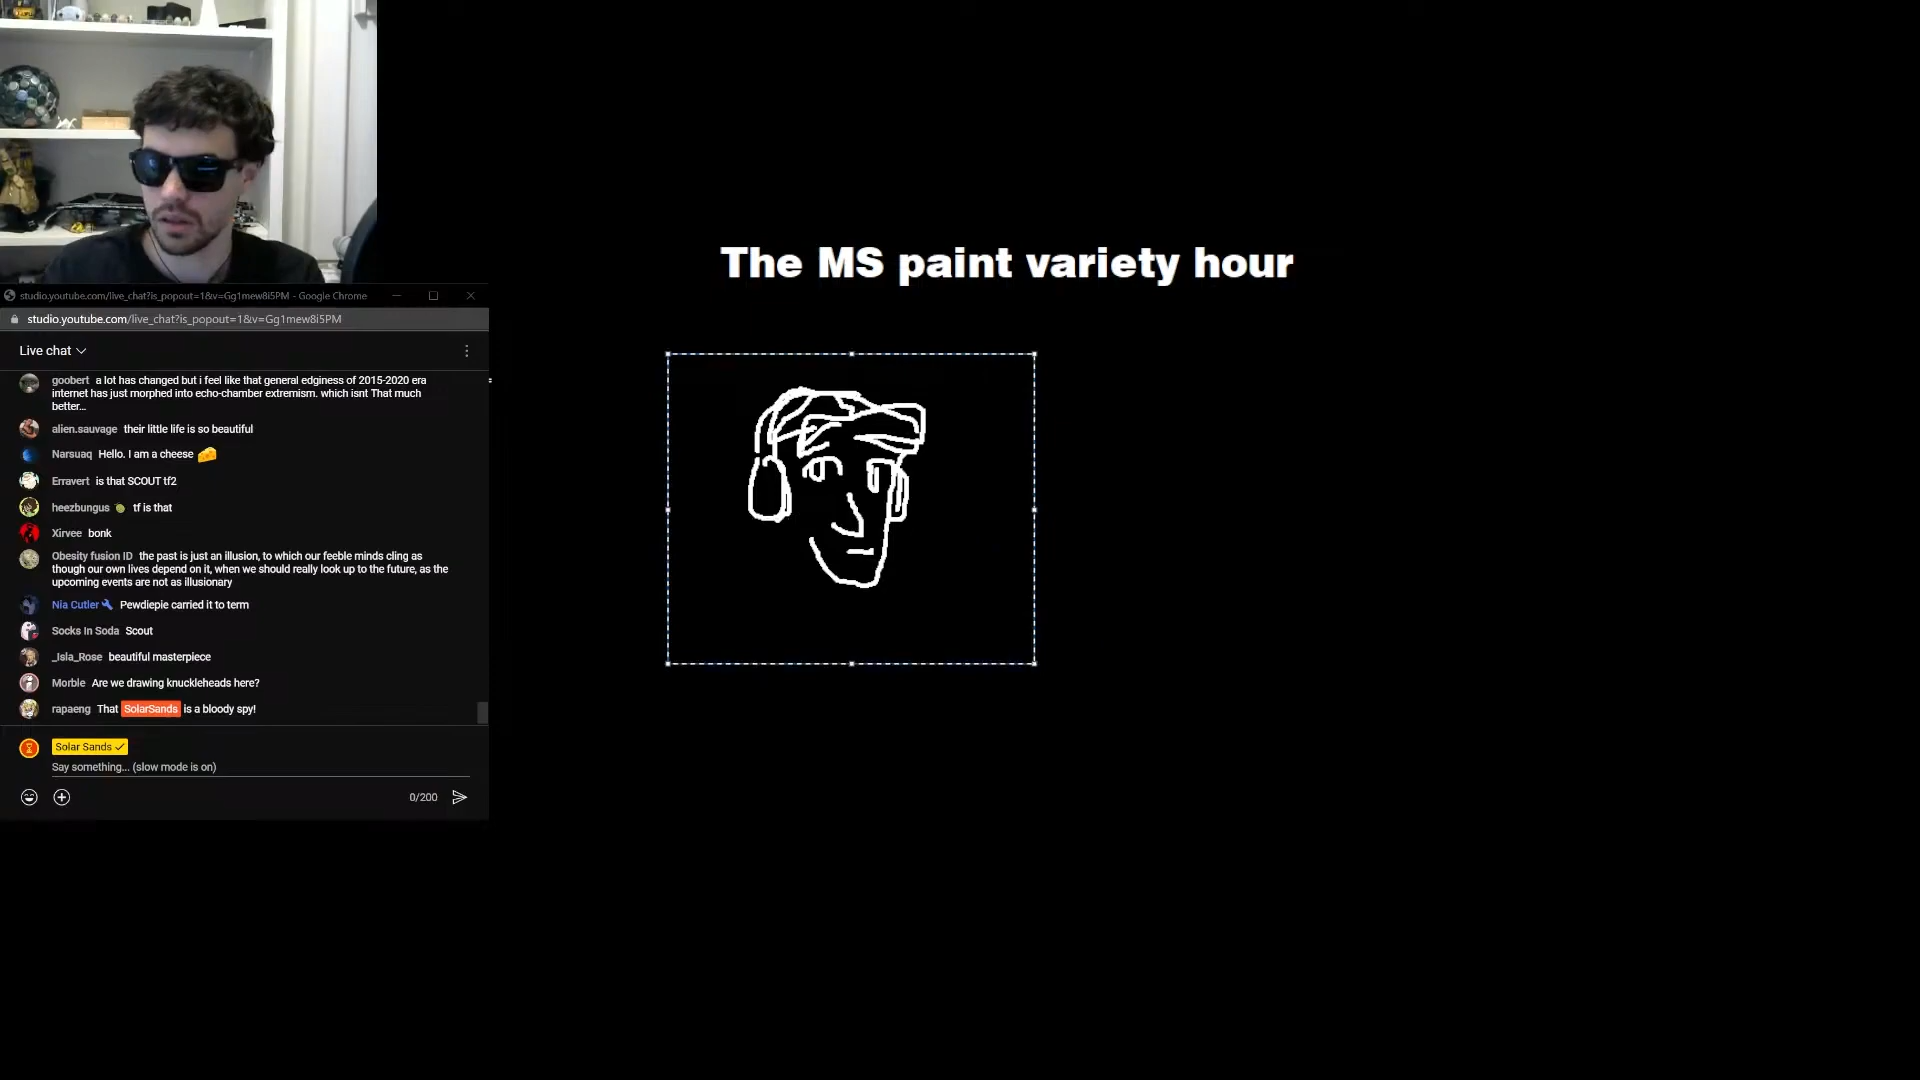 The MS paint variety hour
studio.youtube.com/live_chat?is_popout=1&v=Gg1mew8i5PM - Google Chrome
studio.youtube.com/live_chat?is_popout=1&v=Gg1mew8i5PM
Live chat
goobert a lot has changed but i feel like that general edginess of 2015-2020 era
internet has just morphed into echo-chamber extremism. which isnt That much
better...
alien.sauvage their little life is so beautiful
Narsuaq Hello. I am a cheese
Erravert is that SCOUT tf2
heezbungus tf is that
Xirvee bonk
Obesity fusion ID the past is just an illusion, to which our feeble minds cling as
though our own lives depend on it, when we should really look up to the future, as the
upcoming events are not as illusionary
Nia Cutler Pewdiepie carried it to term
Socks In Soda Scout
_Isla_Rose beautiful masterpiece
Morble Are we drawing knuckleheads here?
rapaeng That SolarSands is a bloody spy!
Solar Sands
Say something... (slow mode is on)
0/200